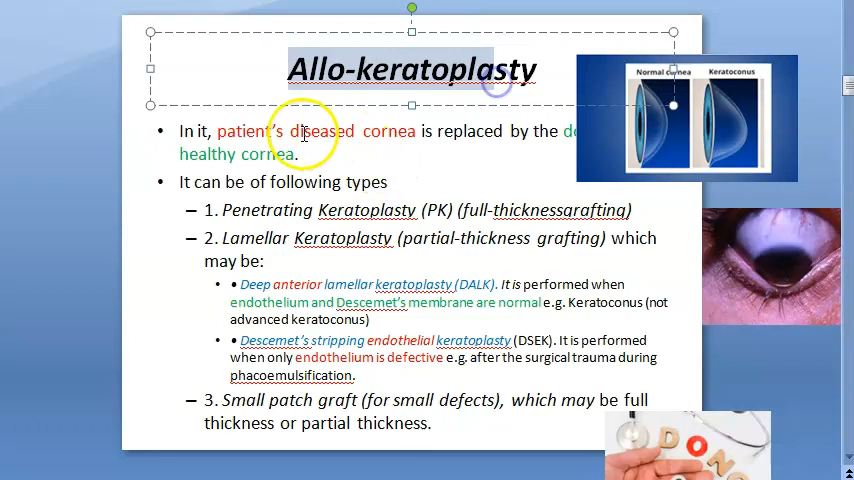 Allo-keratoplasty
• In it, patient's diseased cornea is replaced by the
healthy cornea.
• It can be of following types
– 1. Penetrating Keratoplasty (PK) (full-thicknessgrafting)
– 2. Lamellar Keratoplasty (partial-thickness grafting) which
may be:
• • Deep anterior lamellar keratoplasty (DALK). It is performed when
endothelium and Descemet's membrane are normal e.g. Keratoconus (not
advanced keratoconus)
• • Descemet's stripping endothelial keratoplasty (DSEK). It is performed
when only endothelium is defective e.g. after the surgical trauma during
phacoemulsification.
– 3. Small patch graft (for small defects), which may be full
thickness or partial thickness.
Normal cornea Keratoconus
DONO